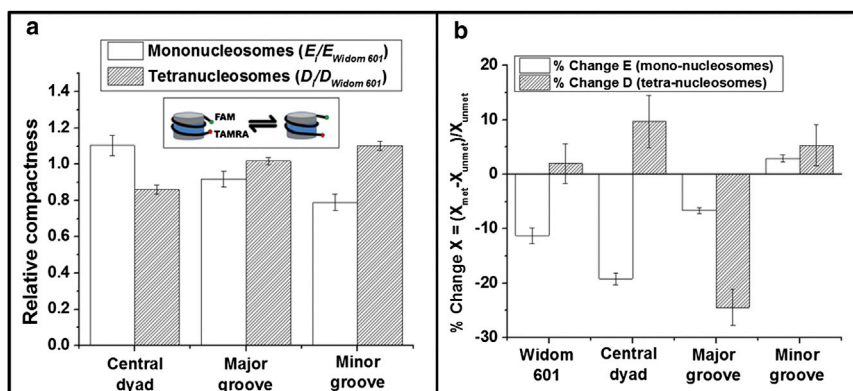 a
Mononucleosomes (Ei/EWidom 601)
Tetranucleosomes (Di/DWidom 601)
FAM
TAMRA
Relative compactness
1.4
1.2
1.0
0.8
0.6
0.4
0.2
0.0
Central dyad
Major groove
Minor groove
b
% Change E (mono-nucleosomes)
% Change D (tetra-nucleosomes)
% Change X = (Xmet-Xunmet)/Xunmet
20
10
0
-10
-20
-30
Widom 601
Central dyad
Major groove
Minor groove